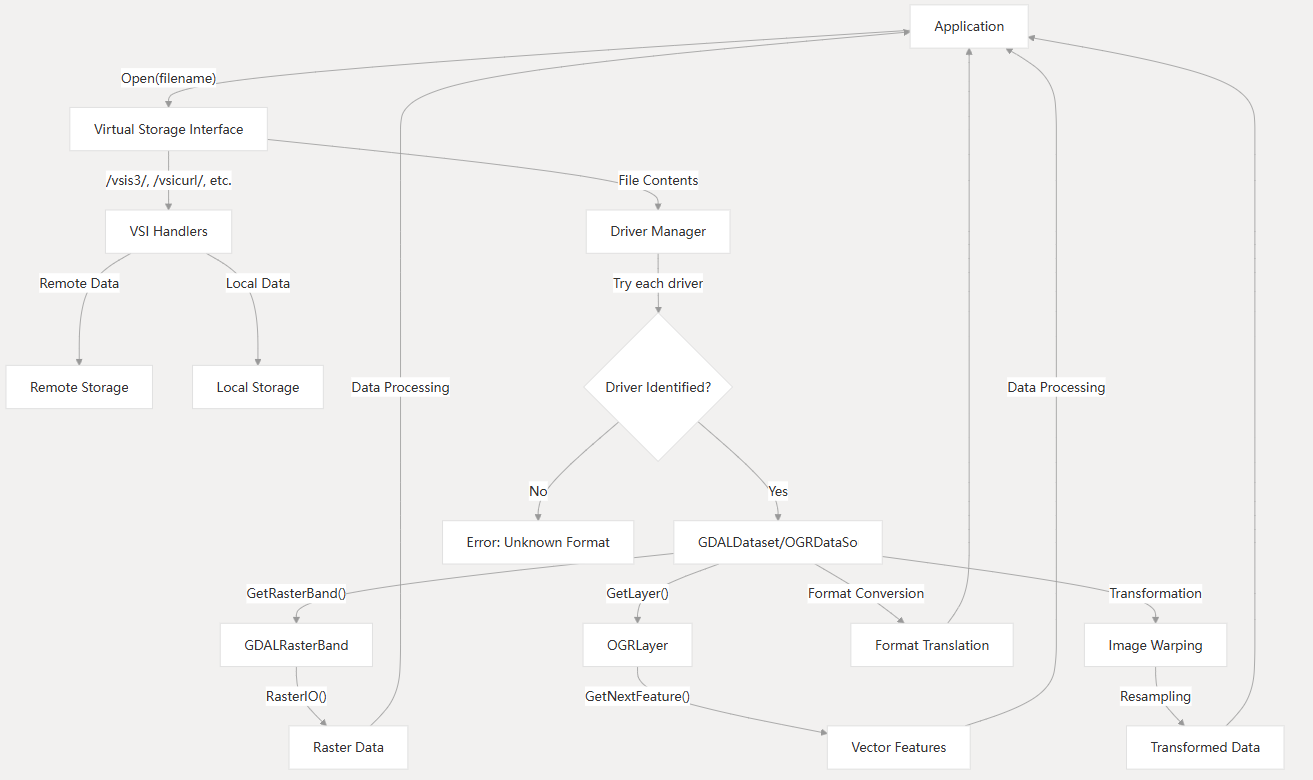 Application
Open(filename)
Virtual Storage Interface
/vsis3/, /vsicurl/, etc.
File Contents
VSI Handlers
Driver Manager
Remote Data
Local Data
Try each driver
Remote Storage
Local Storage
Data Processing
Driver Identified?
Data Processing
No
Yes
Error: Unknown Format
GDALDataset/OGRDataSo
GetRasterBand()
GetLayer()
Format Conversion
Transformation
GDALRasterBand
OGRLayer
Format Translation
Image Warping
RasterIO()
GetNextFeature()
Resampling
Raster Data
Vector Features
Transformed Data